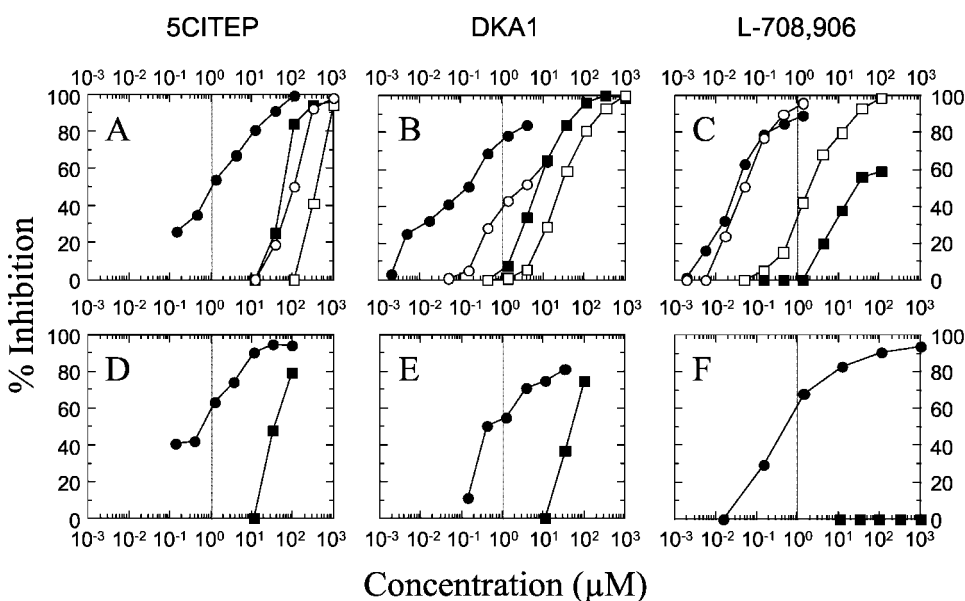 5CITEP DKA1 L-708,906
10⁻³ 10⁻² 10⁻¹ 10⁰ 10¹ 10² 10³ 10⁻³ 10⁻² 10⁻¹ 10⁰ 10¹ 10² 10³ 10⁻³ 10⁻² 10⁻¹ 10⁰ 10¹ 10² 10³
100 100
80 A B C 80
60 60
40 40
20 20
0 0
10⁻³ 10⁻² 10⁻¹ 10⁰ 10¹ 10² 10³ 10⁻³ 10⁻² 10⁻¹ 10⁰ 10¹ 10² 10³ 10⁻³ 10⁻² 10⁻¹ 10⁰ 10¹ 10² 10³
% Inhibition
100 100
80 D E F 80
60 60
40 40
20 20
0 0
10⁻³ 10⁻² 10⁻¹ 10⁰ 10¹ 10² 10³ 10⁻³ 10⁻² 10⁻¹ 10⁰ 10¹ 10² 10³ 10⁻³ 10⁻² 10⁻¹ 10⁰ 10¹ 10² 10³
Concentration (µM)